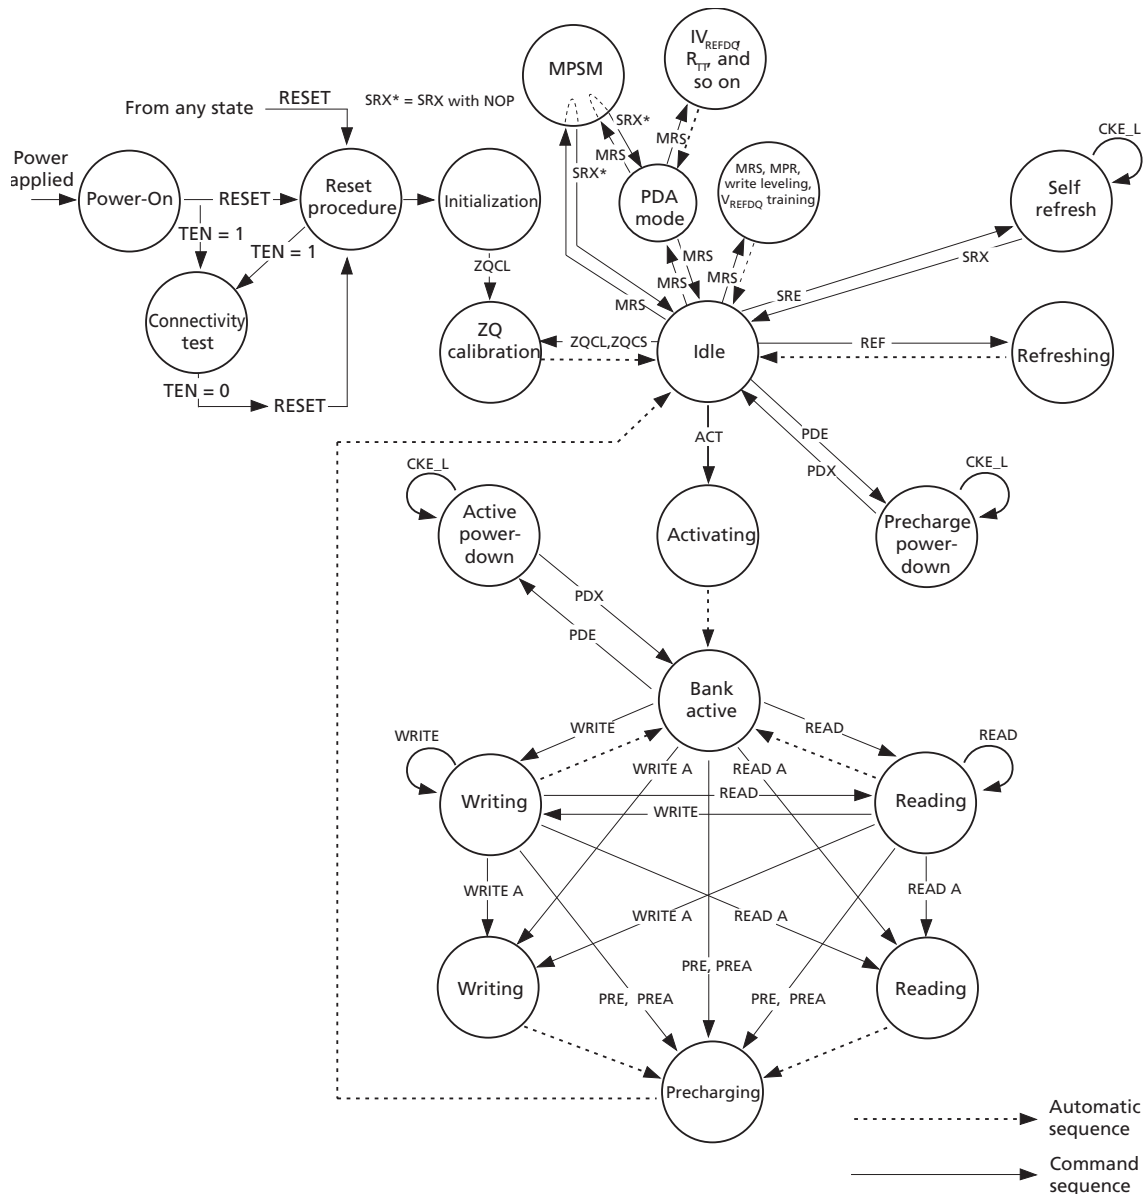 IV REFDQ,
R TT, and
so on
MPSM
From any state
RESET
SRX* = SRX with NOP
SRX*
MRS
MRS
SRX*
CKE_L
Power
applied
Power-On
RESET
Reset
procedure
Initialization
PDA
mode
MRS, MPR,
write leveling,
V REFDQ training
Self
refresh
TEN = 1
TEN = 1
ZQCL
MRS
MRS
MRS
MRS
SRX
SRE
Connectivity
test
ZQ
calibration
ZQCL,ZQCS
Idle
REF
Refreshing
TEN = 0
RESET
ACT
PDE
PDX
CKE_L
CKE_L
Active
power-
down
Activating
Precharge
power-
down
PDX
PDE
Bank
active
WRITE
READ
WRITE
READ
WRITE A
READ A
Writing
READ
Reading
WRITE
WRITE A
READ A
WRITE A
READ A
Writing
PRE, PREA
Reading
PRE, PREA
PRE, PREA
Precharging
Automatic
sequence
Command
sequence